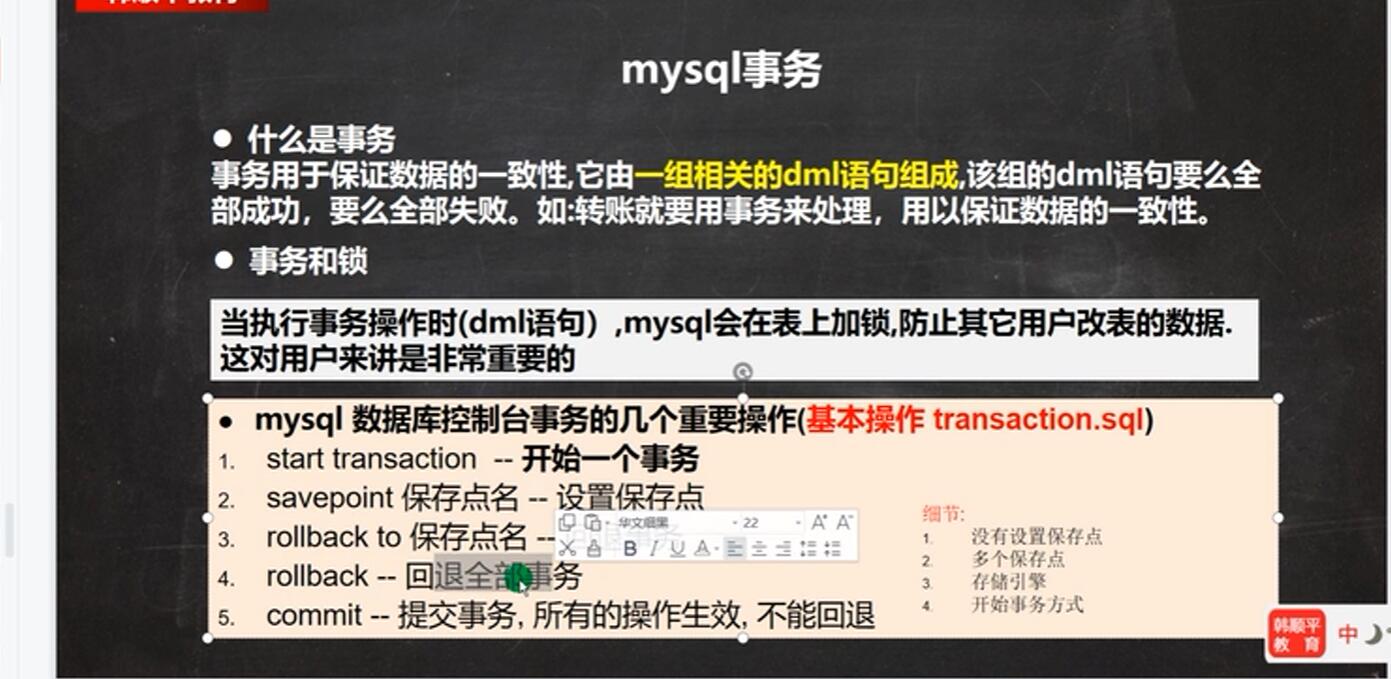 mysql事务
● 什么是事务
事务用于保证数据的一致性,它由一组相关的dml语句组成,该组的dml语句要么全
部成功，要么全部失败。如:转账就要用事务来处理，用以保证数据的一致性。
● 事务和锁
当执行事务操作时(dml语句）,mysql会在表上加锁,防止其它用户改表的数据.
这对用户来讲是非常重要的
● mysql 数据库控制台事务的几个重要操作(基本操作 transaction.sql)
1. start transaction -- 开始一个事务
2. savepoint 保存点名 -- 设置保存点
3. rollback to 保存点名 --
华文细黑 22 A+ A-
B I U A
4. rollback -- 回退全部事务
5. commit -- 提交事务, 所有的操作生效, 不能回退
细节:
1. 没有设置保存点
2. 多个保存点
3. 存储引擎
4. 开始事务方式
韩顺平
教 育
中